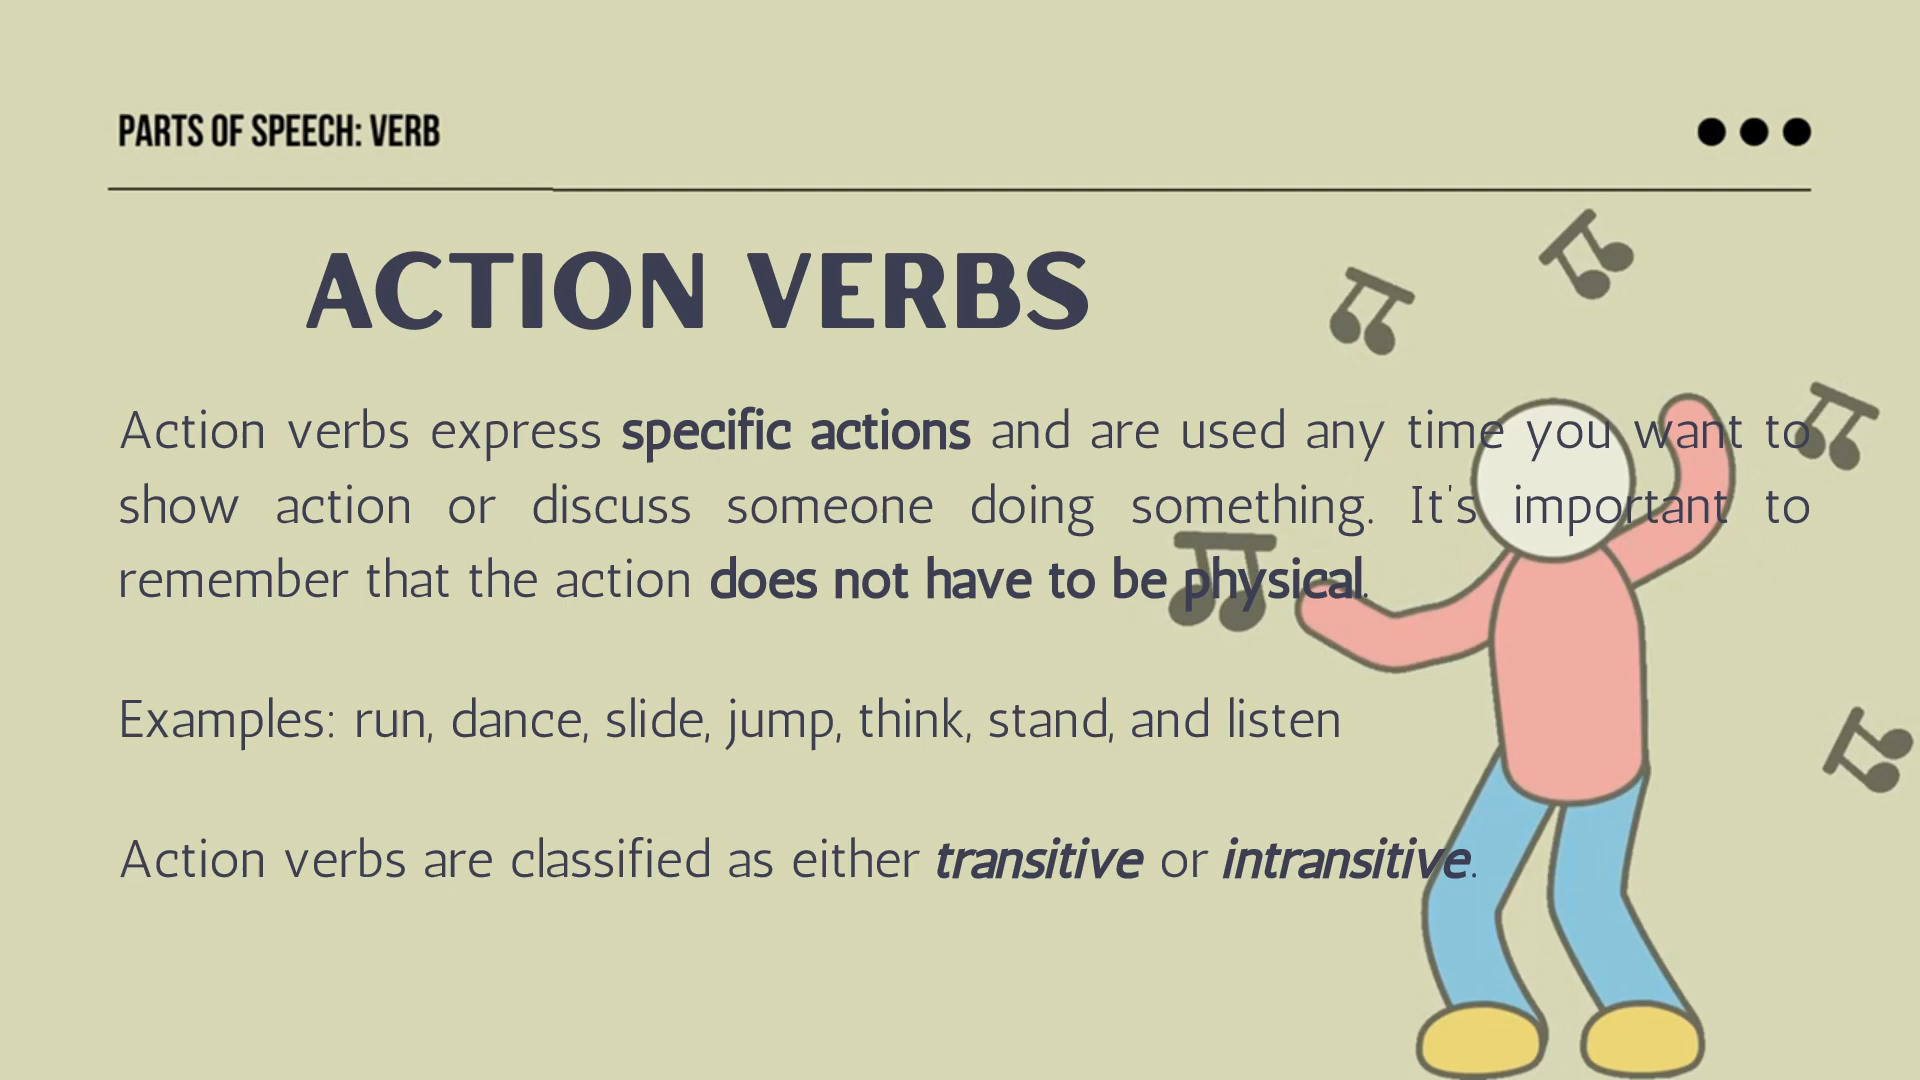 PARTS OF SPEECH: VERB
ACTION VERBS
Action verbs express specific actions and are used any time you want to
show action or discuss someone doing something. It's important to
remember that the action does not have to be physical.
Examples: run, dance, slide, jump, think, stand, and listen
Action verbs are classified as either transitive or intransitive.